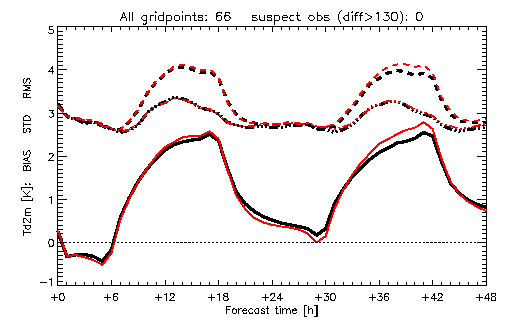 All gridpoints: 66 suspect obs (diff>130): 0
Td2m [K]: BIAS STD RMS
5
4
3
2
1
0
-1
+0 +6 +12 +18 +24 +30 +36 +42 +48
Forecast time [h]